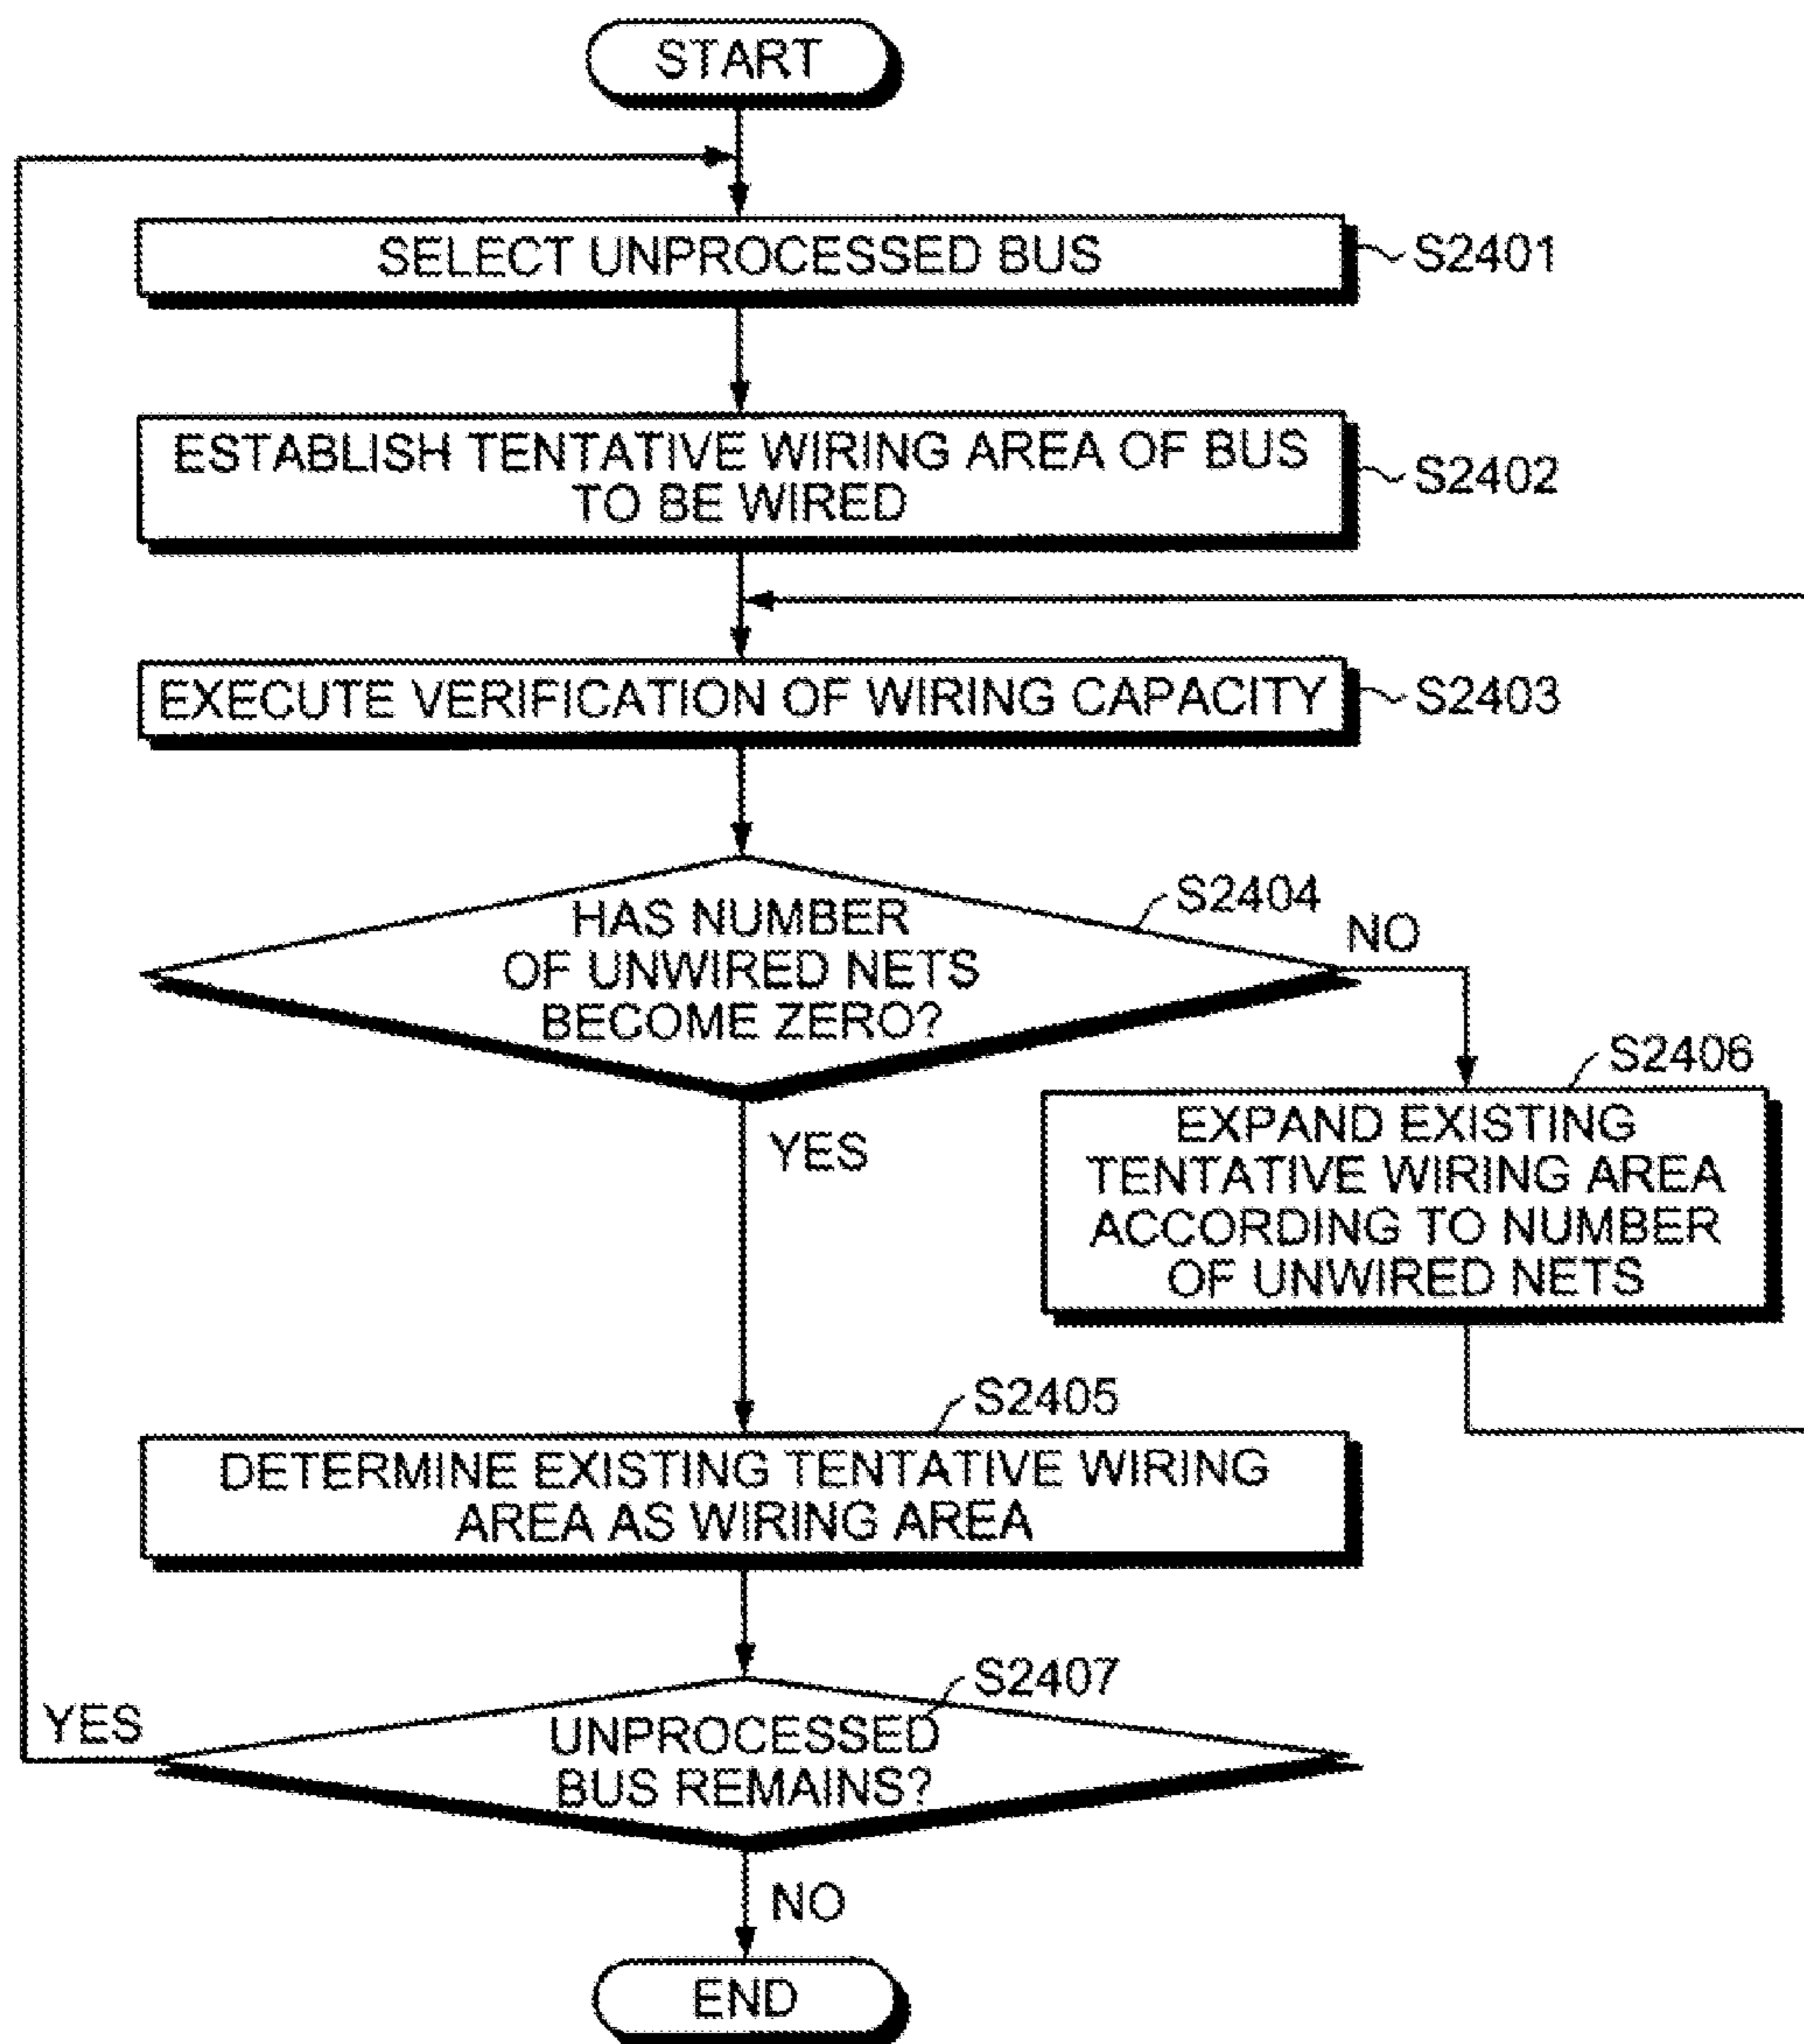 START
SELECT UNPROCESSED BUS
S2401
ESTABLISH TENTATIVE WIRING AREA OF BUS
TO BE WIRED
S2402
EXECUTE VERIFICATION OF WIRING CAPACITY
S2403
S2404
HAS NUMBER
OF UNWIRED NETS
BECOME ZERO?
NO
YES
S2406
EXPAND EXISTING
TENTATIVE WIRING AREA
ACCORDING TO NUMBER
OF UNWIRED NETS
S2405
DETERMINE EXISTING TENTATIVE WIRING
AREA AS WIRING AREA
S2407
YES
UNPROCESSED
BUS REMAINS?
NO
END